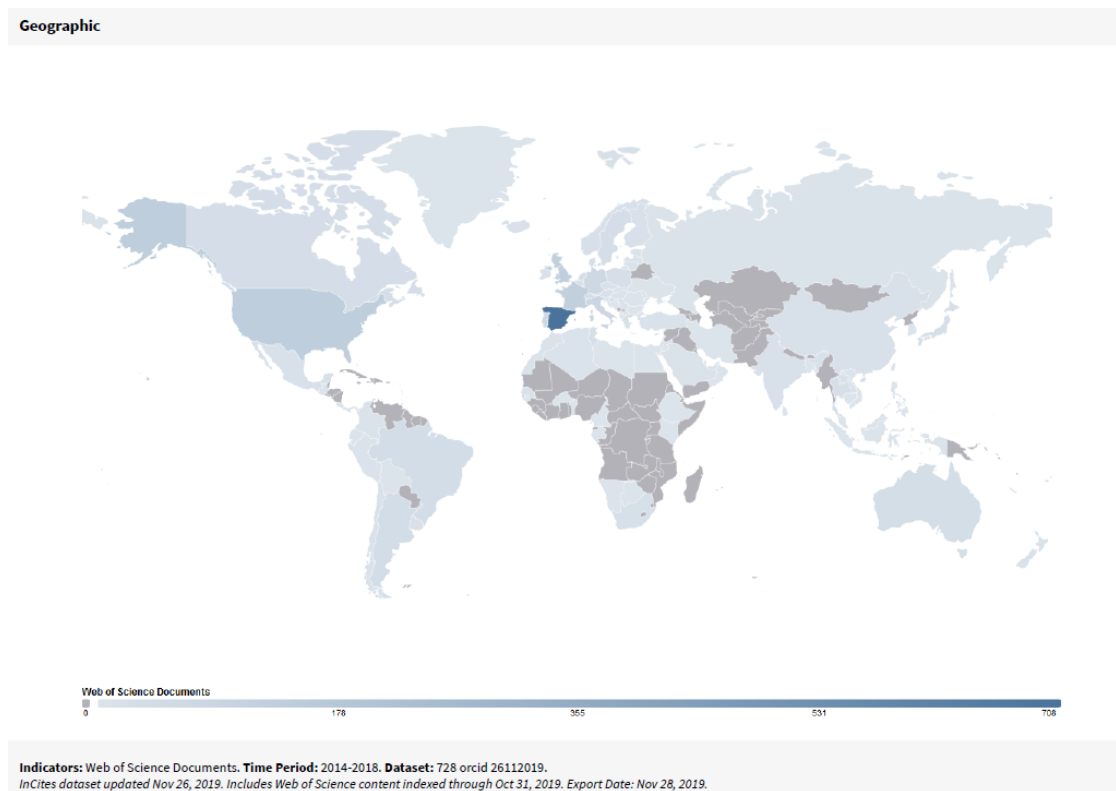 Geographic
Web of Science Documents
0 178 355 531 708
Indicators: Web of Science Documents. Time Period: 2014-2018. Dataset: 728 orcid 26112019.
InCites dataset updated Nov 26, 2019. Includes Web of Science content indexed through Oct 31, 2019. Export Date: Nov 28, 2019.